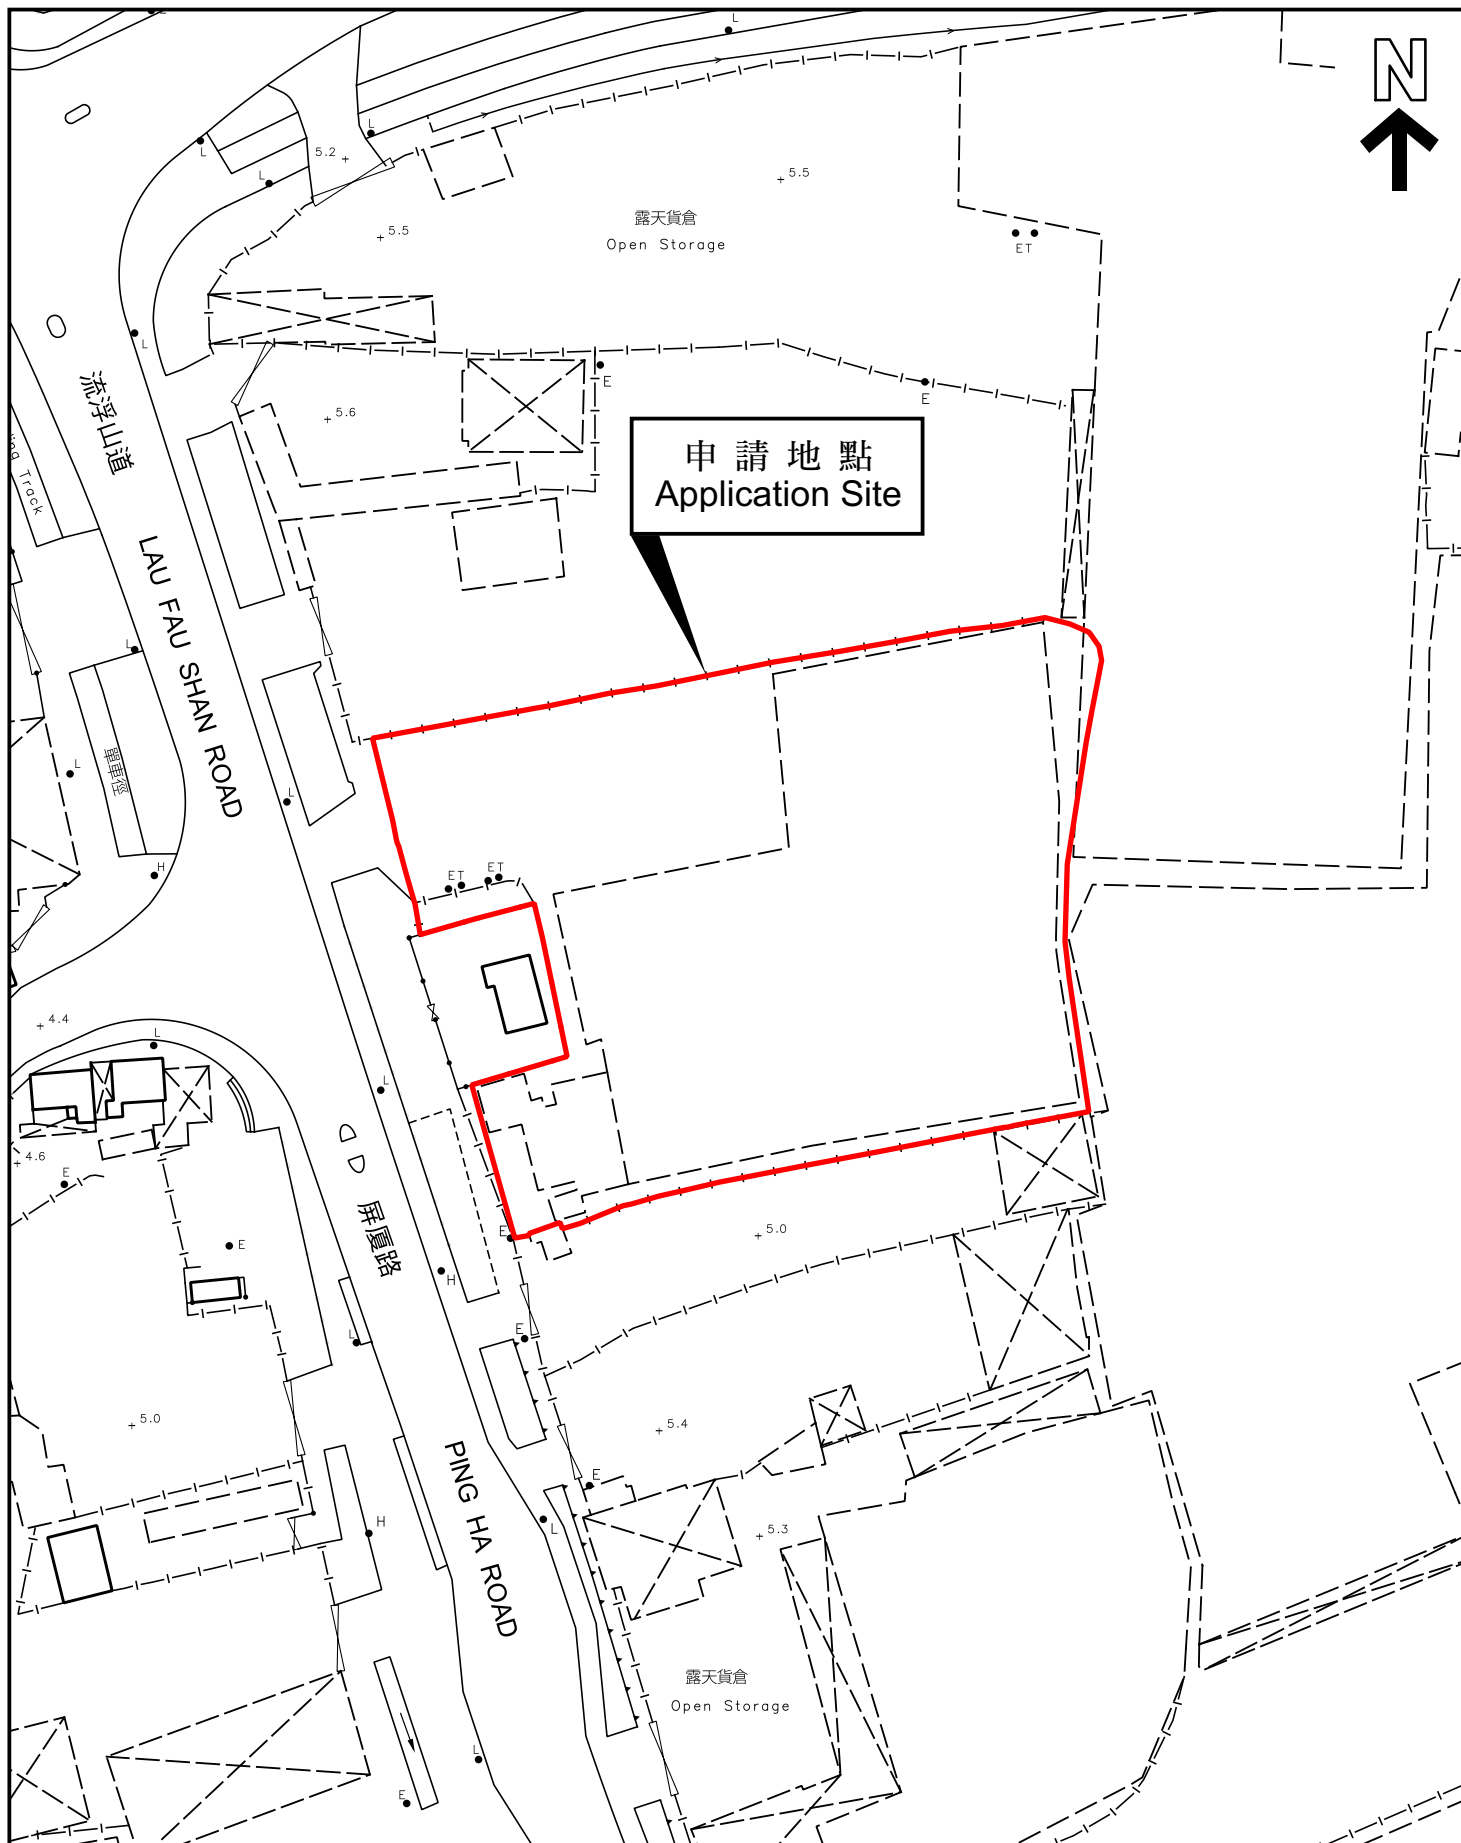 L
L
N
L
L
5.2
L
5.5
5.5
露天貨倉
Open Storage
ET
L
E
E
5.6
流浮山道
申請地點
Application Site
Track
LAU FAU SHAN ROAD
L
單車徑
L
L
H
ET
ET
4.4
L
L
4.6
E
屏廈路
E
E
5.0
H
L
E
5.0
5.4
PING HA ROAD
E
H
L
5.3
露天貨倉
Open Storage
L
E